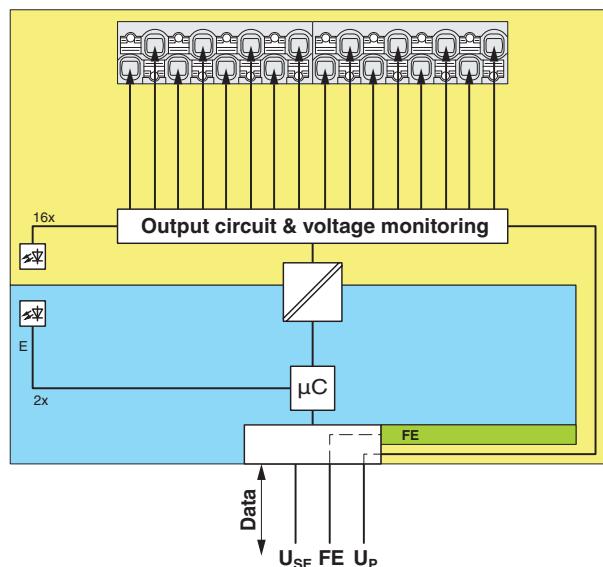 16x
Output circuit & voltage monitoring
E
2x
µC
FE
Data
USE FE UP